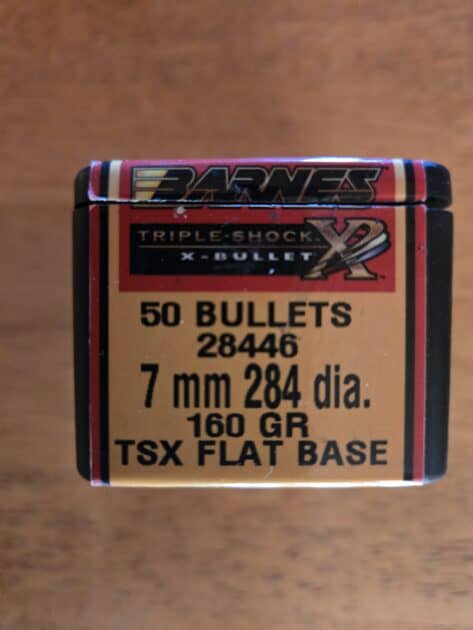 BARNES
TRIPLE-SHOCK
X-BULLET
X
50 BULLETS
28446
7 mm 284 dia.
160 GR
TSX FLAT BASE